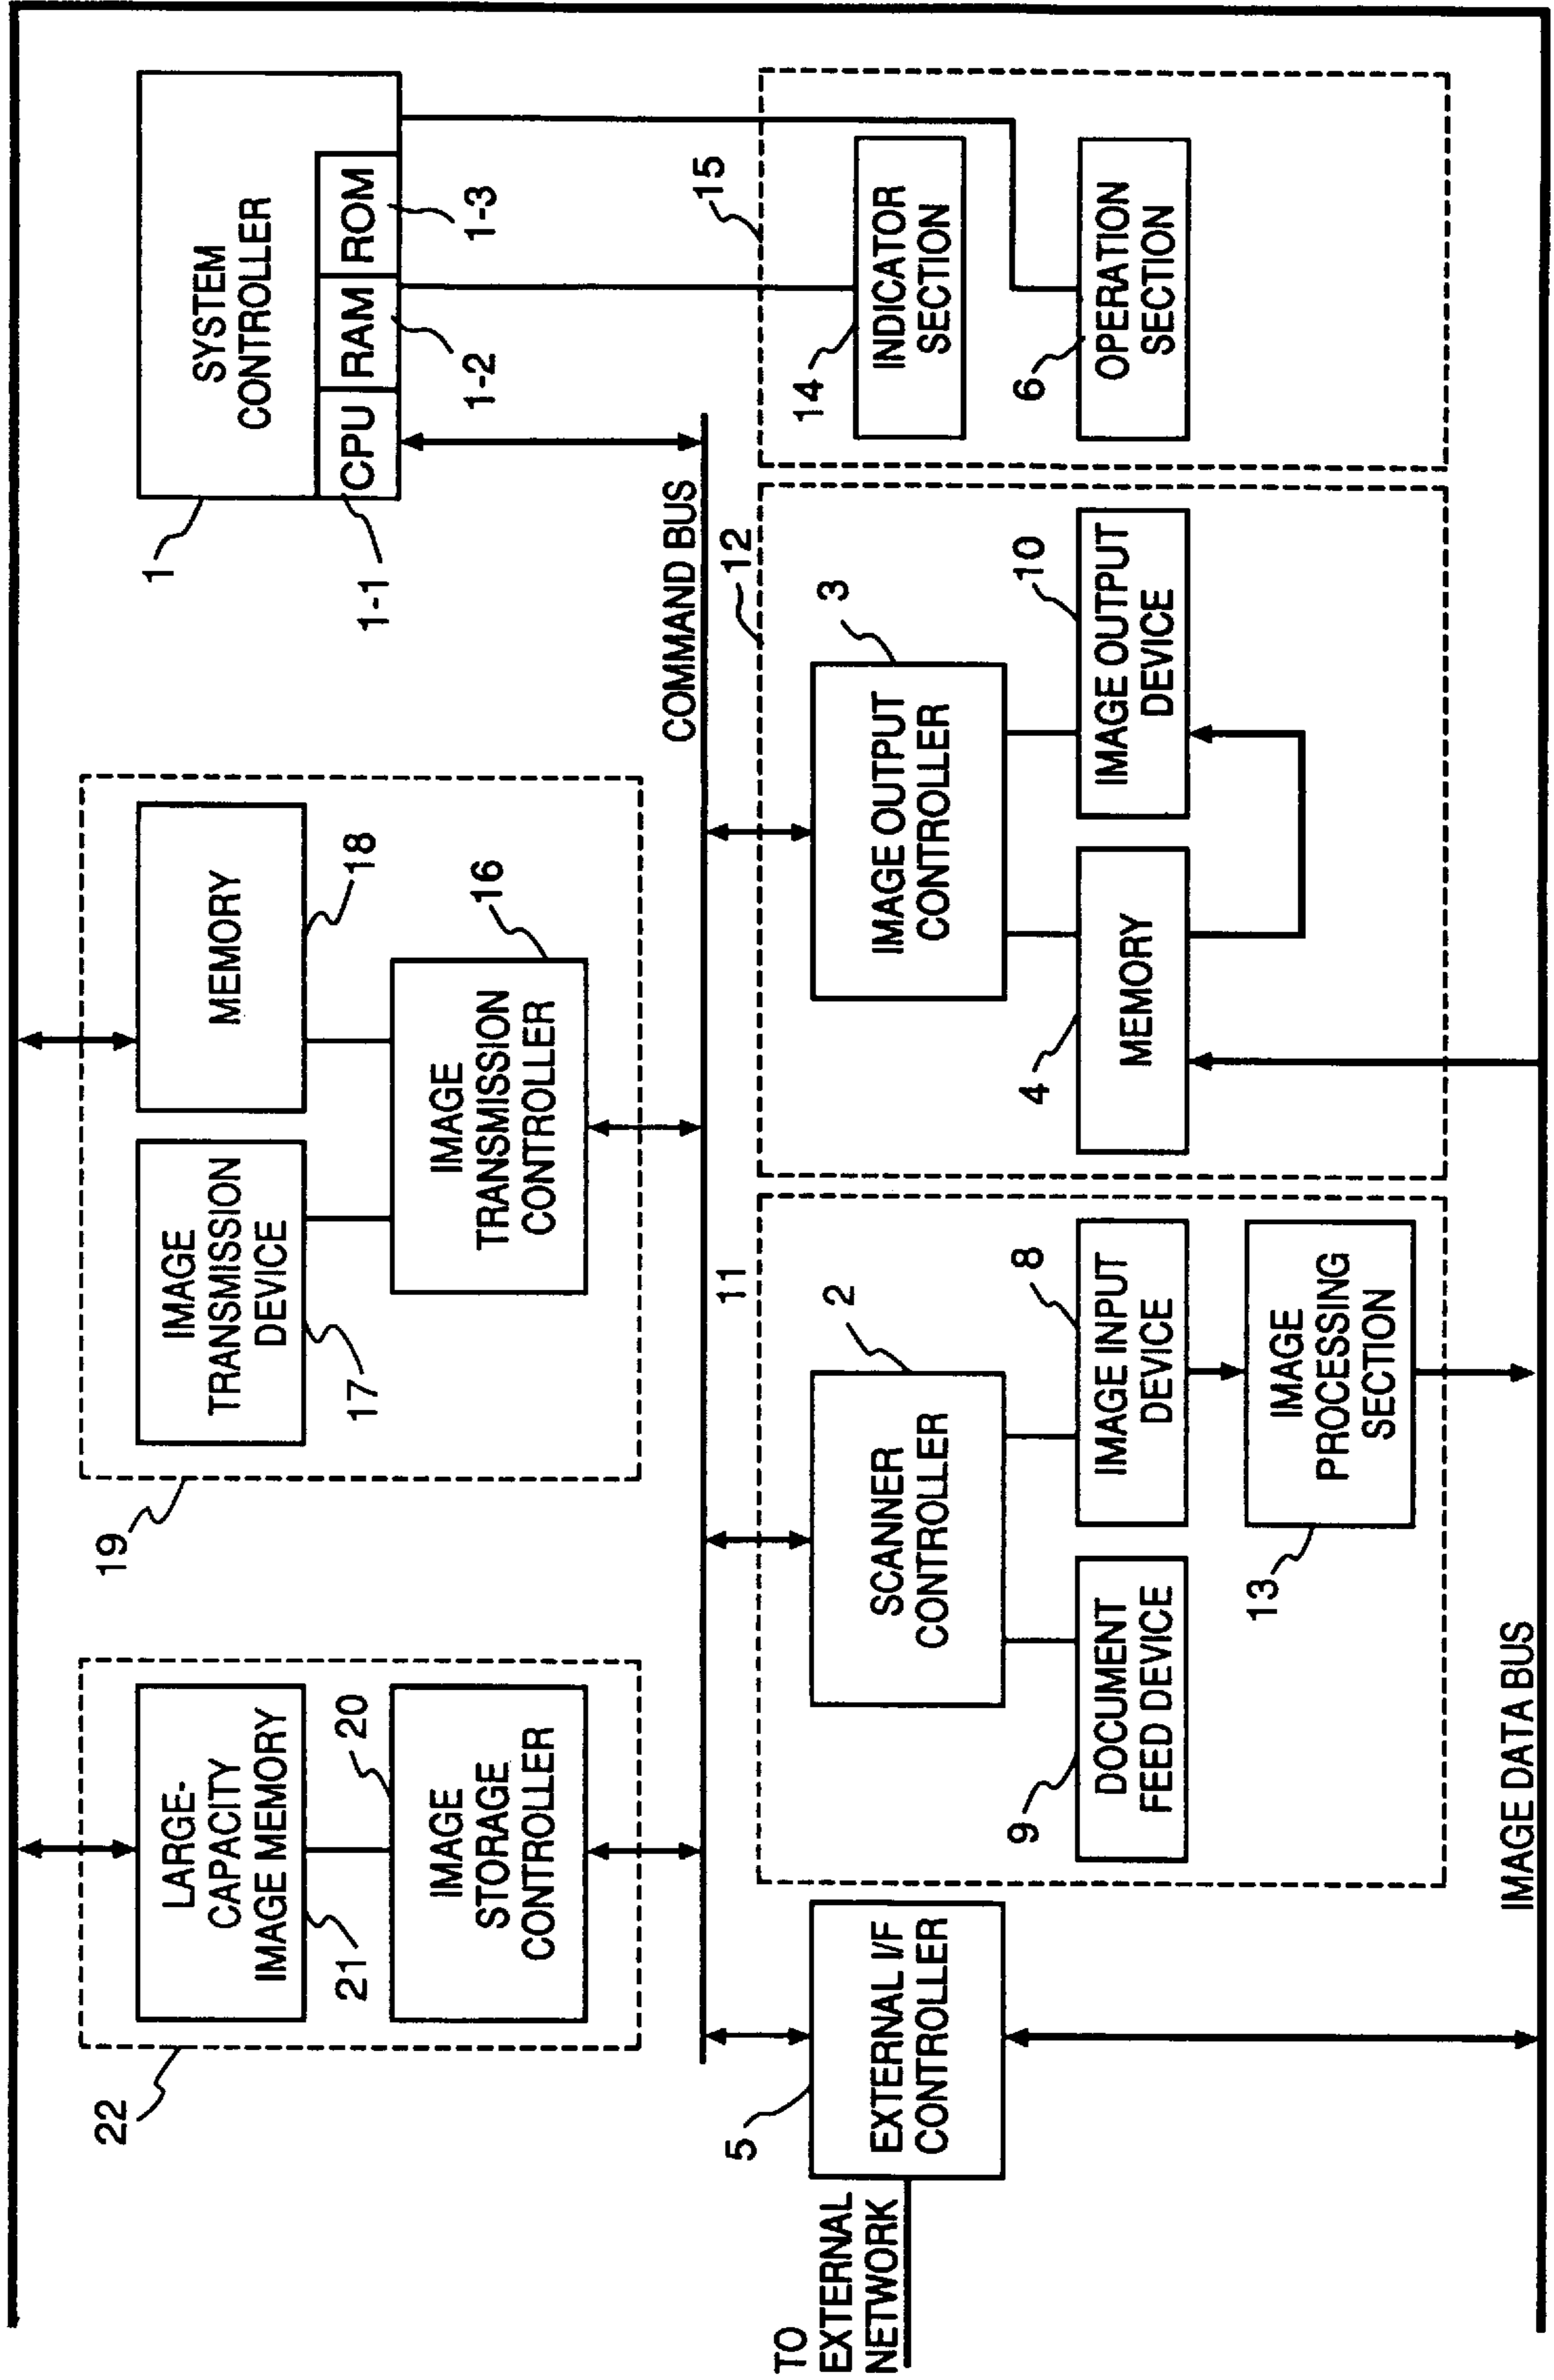 22
LARGE-
CAPACITY
IMAGE MEMORY
21
20
IMAGE
STORAGE
CONTROLLER
19
IMAGE
TRANSMISSION
DEVICE
17
MEMORY
18
IMAGE
TRANSMISSION
CONTROLLER
16
SYSTEM
CONTROLLER
CPU
RAM
ROM
1
1-1
1-2
1-3
COMMAND BUS
TO
EXTERNAL
NETWORK
5
EXTERNAL I/F
CONTROLLER
11
SCANNER
CONTROLLER
2
9
DOCUMENT
FEED DEVICE
IMAGE INPUT
DEVICE
8
13
IMAGE
PROCESSING
SECTION
12
IMAGE OUTPUT
CONTROLLER
3
4
MEMORY
IMAGE OUTPUT
DEVICE
10
15
14
INDICATOR
SECTION
6
OPERATION
SECTION
IMAGE DATA BUS